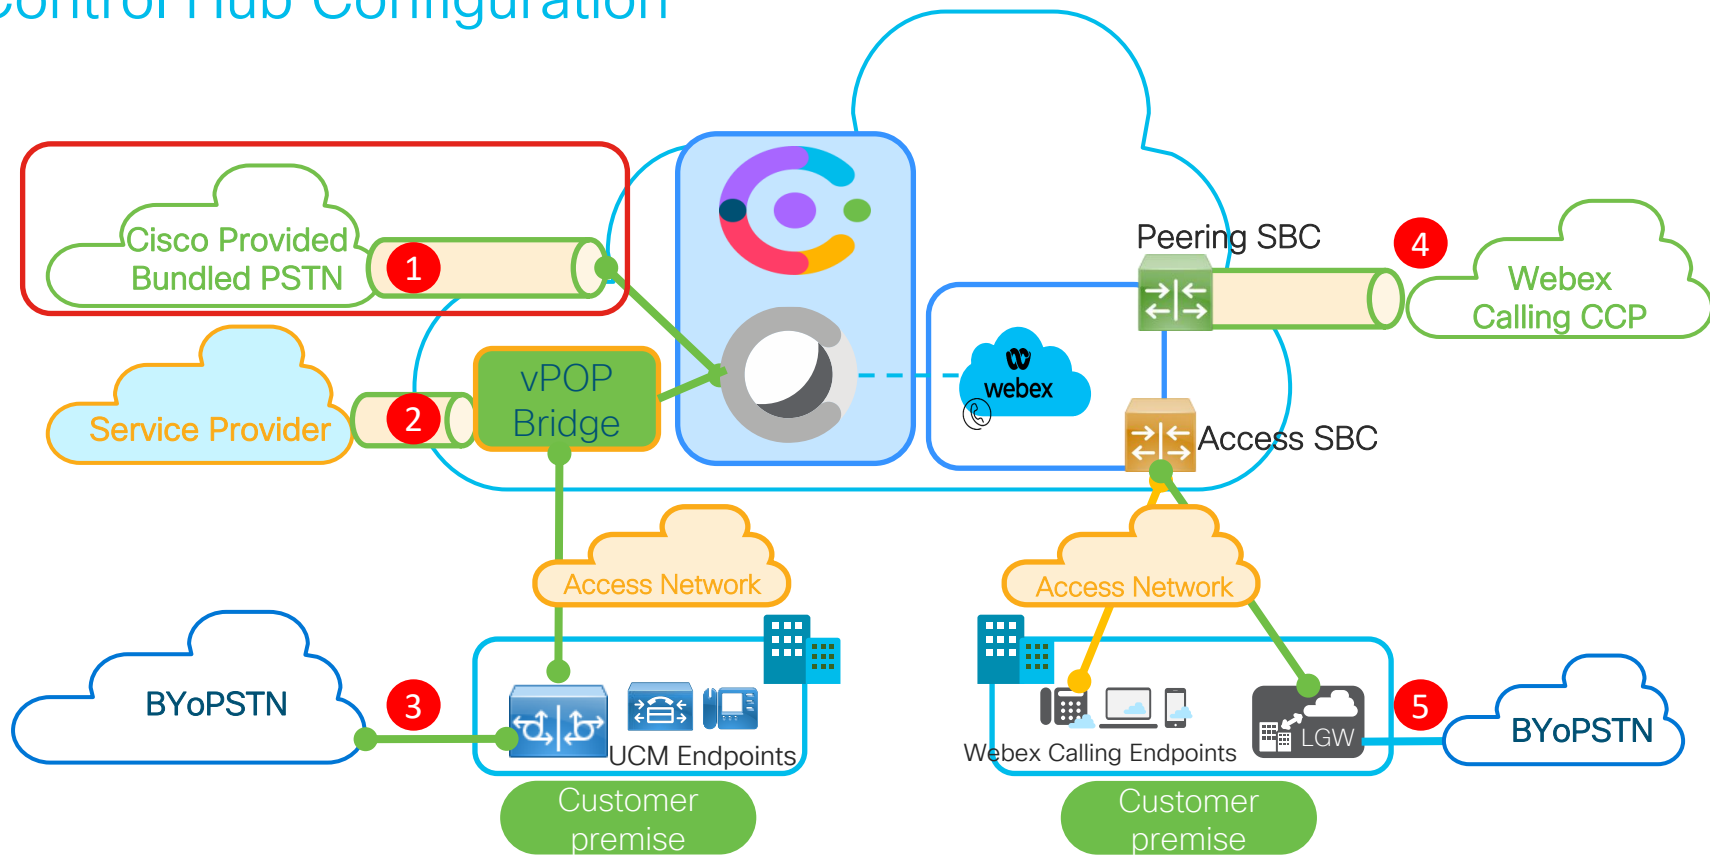 Control Hub Configuration
Cisco Provided
Bundled PSTN
1
Peering SBC
4
Webex
Calling CCP
vPOP
Bridge
Service Provider
2
webex
Access SBC
Access Network
Access Network
BYoPSTN
3
UCM Endpoints
Webex Calling Endpoints
LGW
5
BYoPSTN
Customer
premise
Customer
premise